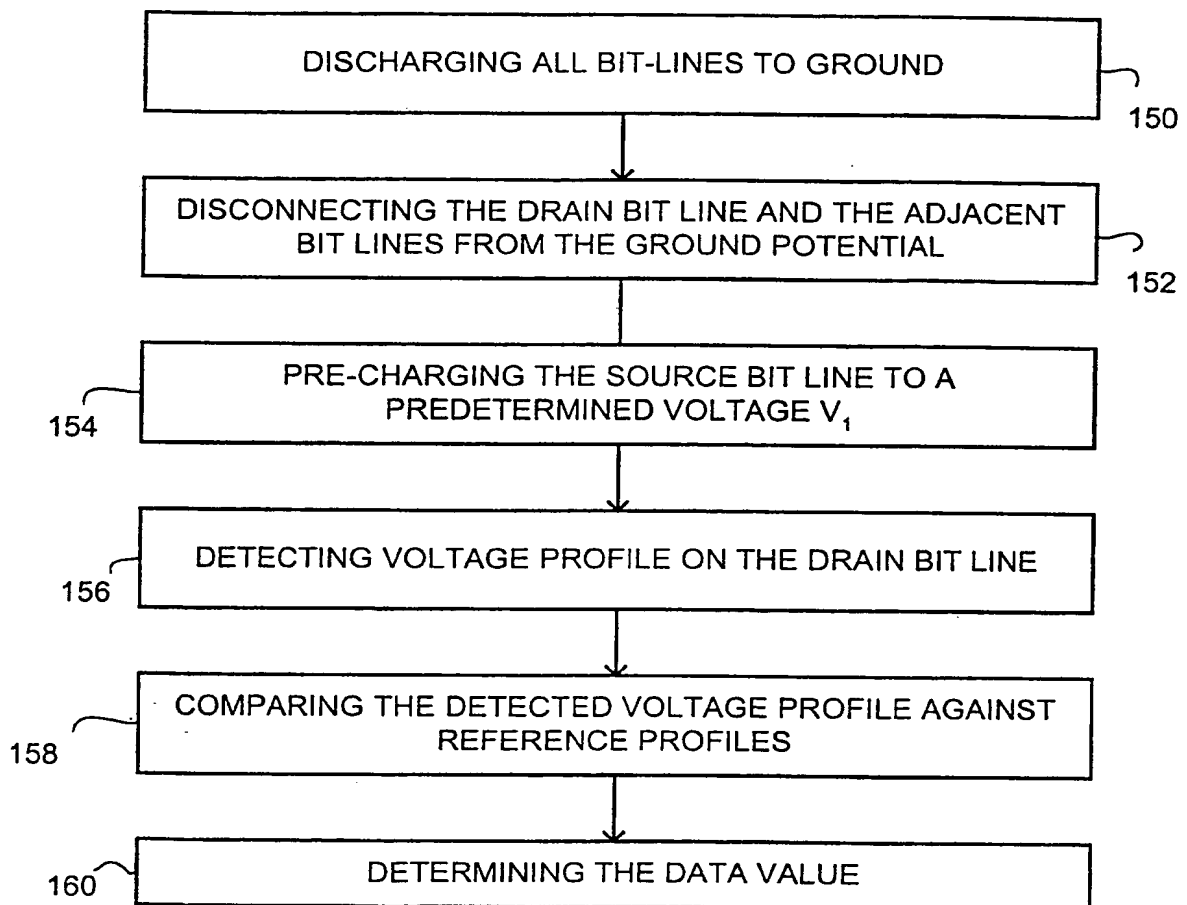 DISCHARGING ALL BIT-LINES TO GROUND
150
DISCONNECTING THE DRAIN BIT LINE AND THE ADJACENT
BIT LINES FROM THE GROUND POTENTIAL
152
PRE-CHARGING THE SOURCE BIT LINE TO A
PREDETERMINED VOLTAGE V₁
154
DETECTING VOLTAGE PROFILE ON THE DRAIN BIT LINE
156
COMPARING THE DETECTED VOLTAGE PROFILE AGAINST
REFERENCE PROFILES
158
DETERMINING THE DATA VALUE
160